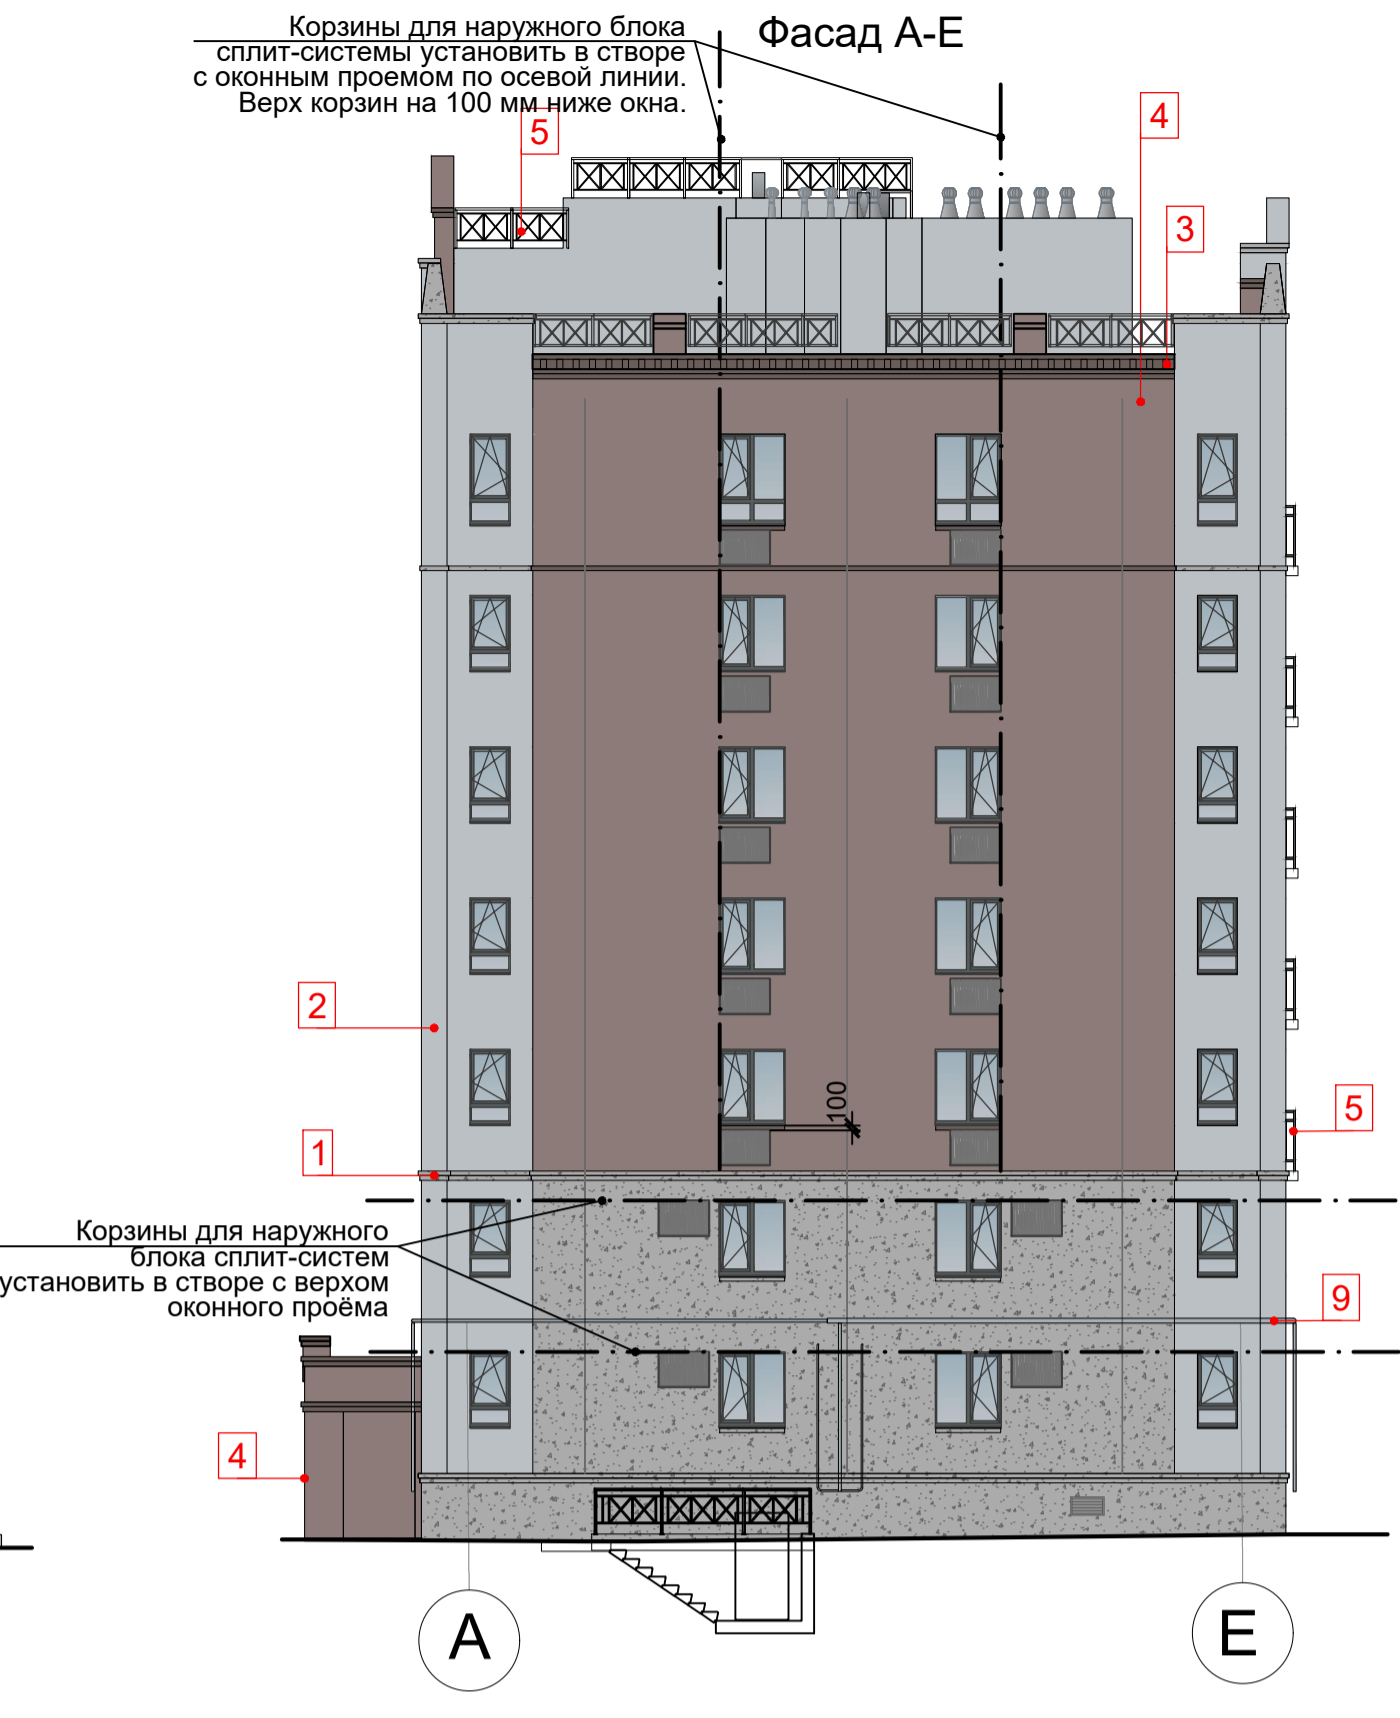 Фасад А-Е
Корзины для наружного блока
сплит-системы установить в створе
с оконным проемом по осевой линии.
Верх корзин на 100 мм ниже окна.
5
4
3
2
100
5
1
Корзины для наружного
блока сплит-систем
установить в створе с верхом
оконного проёма
9
4
А
Е